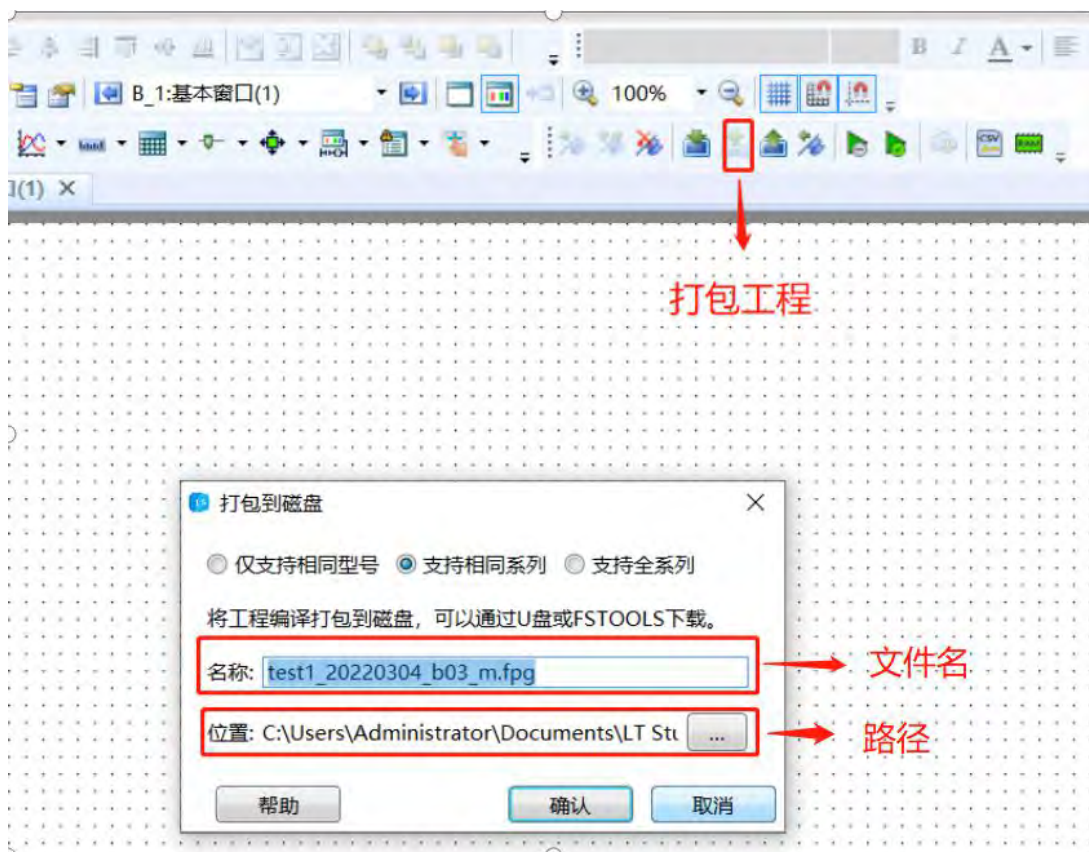 B I A
B_1:基本窗口(1)
100%
CSV
](1) ×
打包工程
打包到磁盘
仅支持相同型号 支持相同系列 支持全系列
将工程编译打包到磁盘，可以通过U盘或FSTOOLS下载。
名称: test1_20220304_b03_m.fpg
文件名
位置: C:\Users\Administrator\Documents\LT Stu ...
路径
帮助 确认 取消